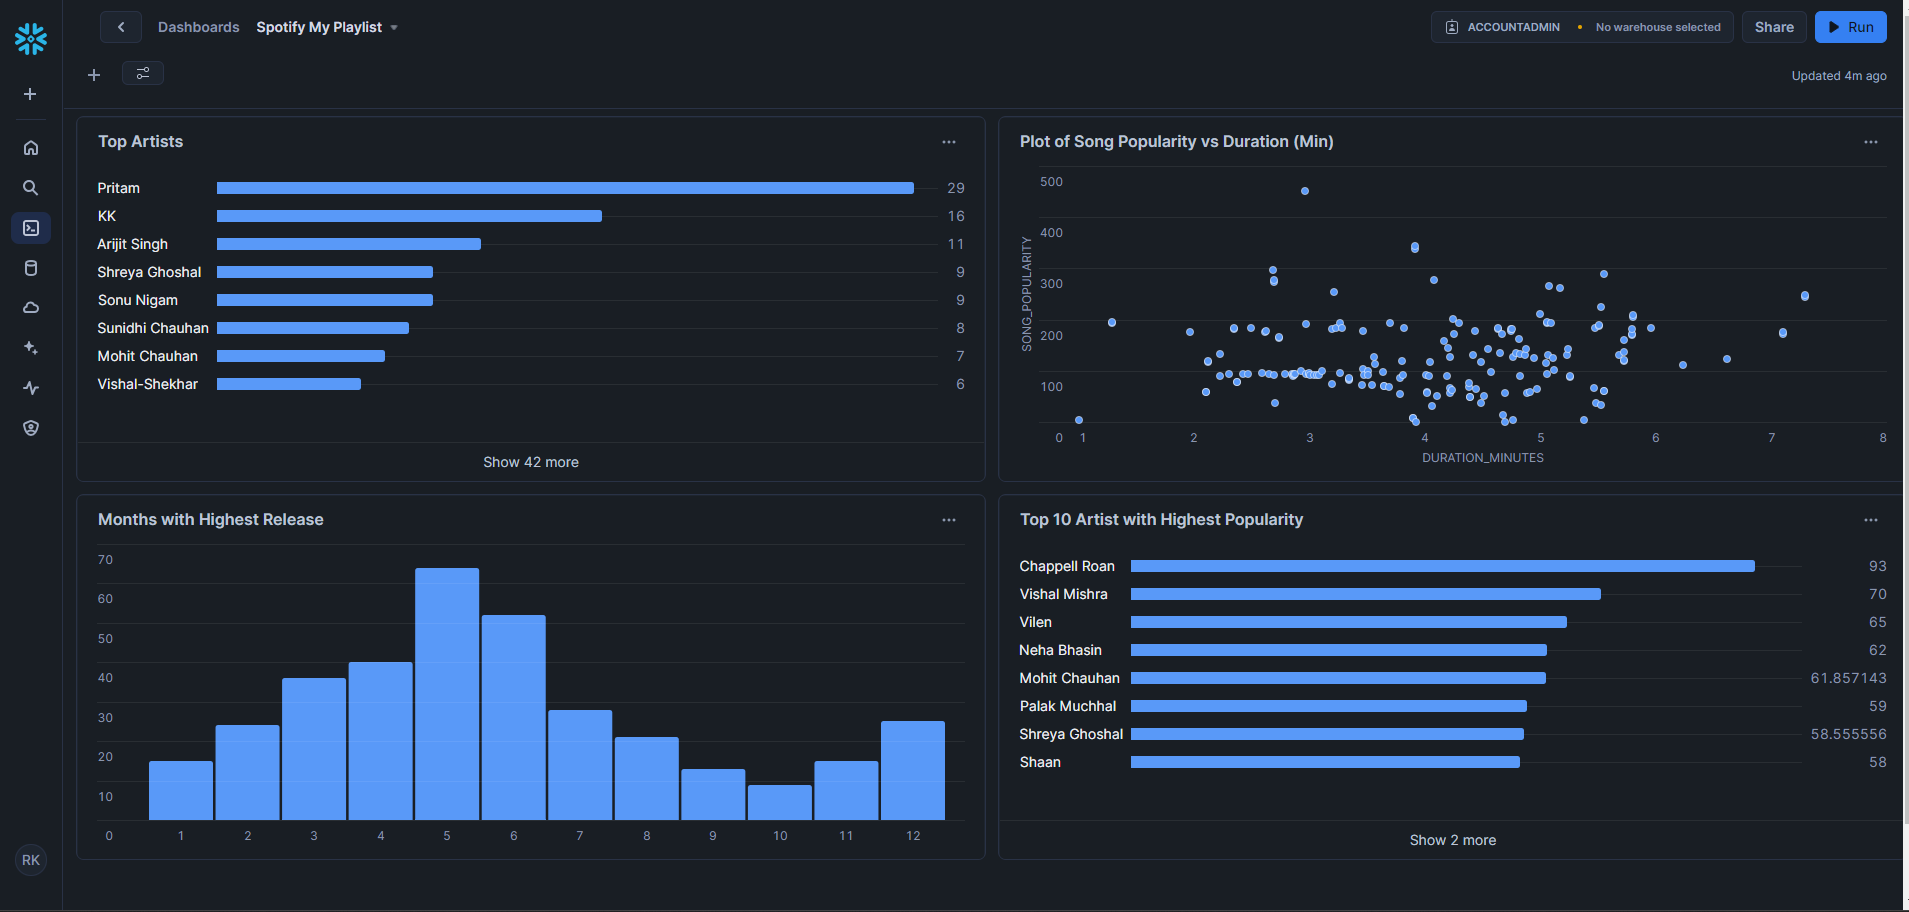 Dashboards Spotify My Playlist
ACCOUNTADMIN • No warehouse selected Share Run
Updated 4m ago
Top Artists
Pritam 29
KK 16
Arijit Singh 11
Shreya Ghoshal 9
Sonu Nigam 9
Sunidhi Chauhan 8
Mohit Chauhan 7
Vishal-Shekhar 6
Show 42 more
Plot of Song Popularity vs Duration (Min)
500
400
300
200
100
0 1 2 3 4 5 6 7 8
SONG_POPULARITY
DURATION_MINUTES
Months with Highest Release
70
60
50
40
30
20
10
0 1 2 3 4 5 6 7 8 9 10 11 12
Top 10 Artist with Highest Popularity
Chappell Roan 93
Vishal Mishra 70
Vilen 65
Neha Bhasin 62
Mohit Chauhan 61.857143
Palak Muchhal 59
Shreya Ghoshal 58.555556
Shaan 58
Show 2 more
RK